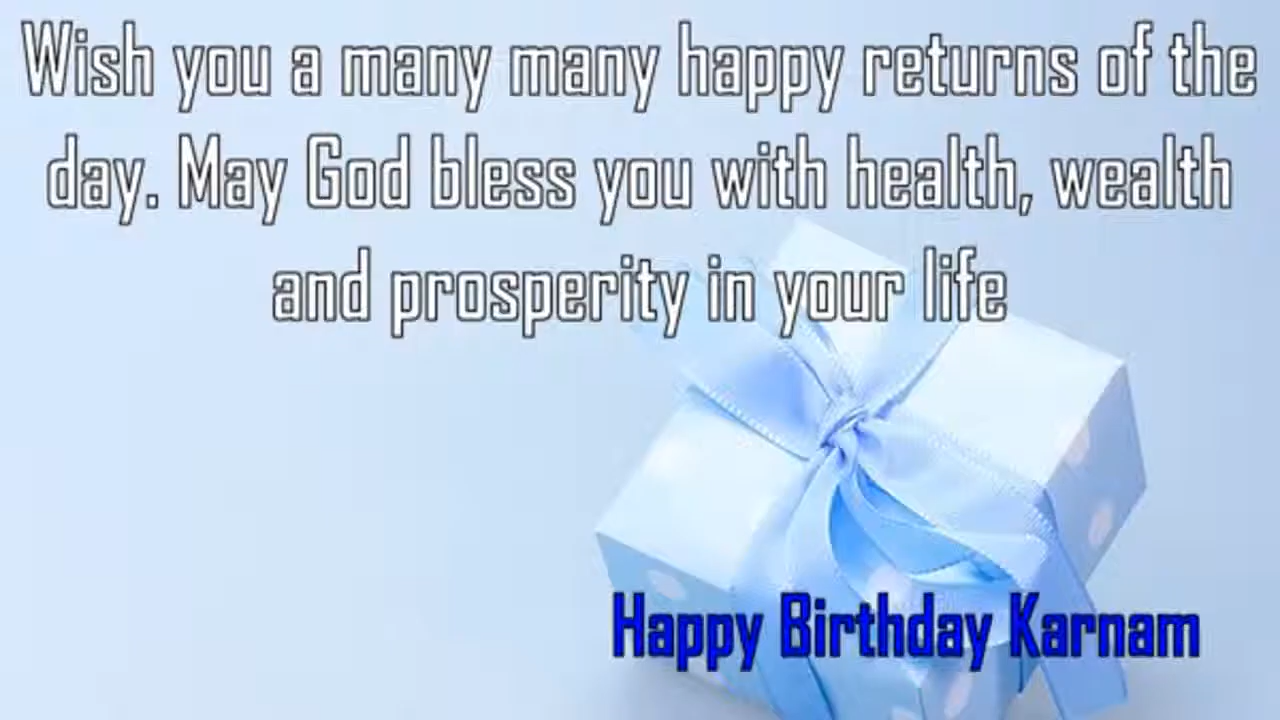 Wish you a many many happy returns of the
day. May God bless you with health, wealth
and prosperity in your life
Happy Birthday Karnam